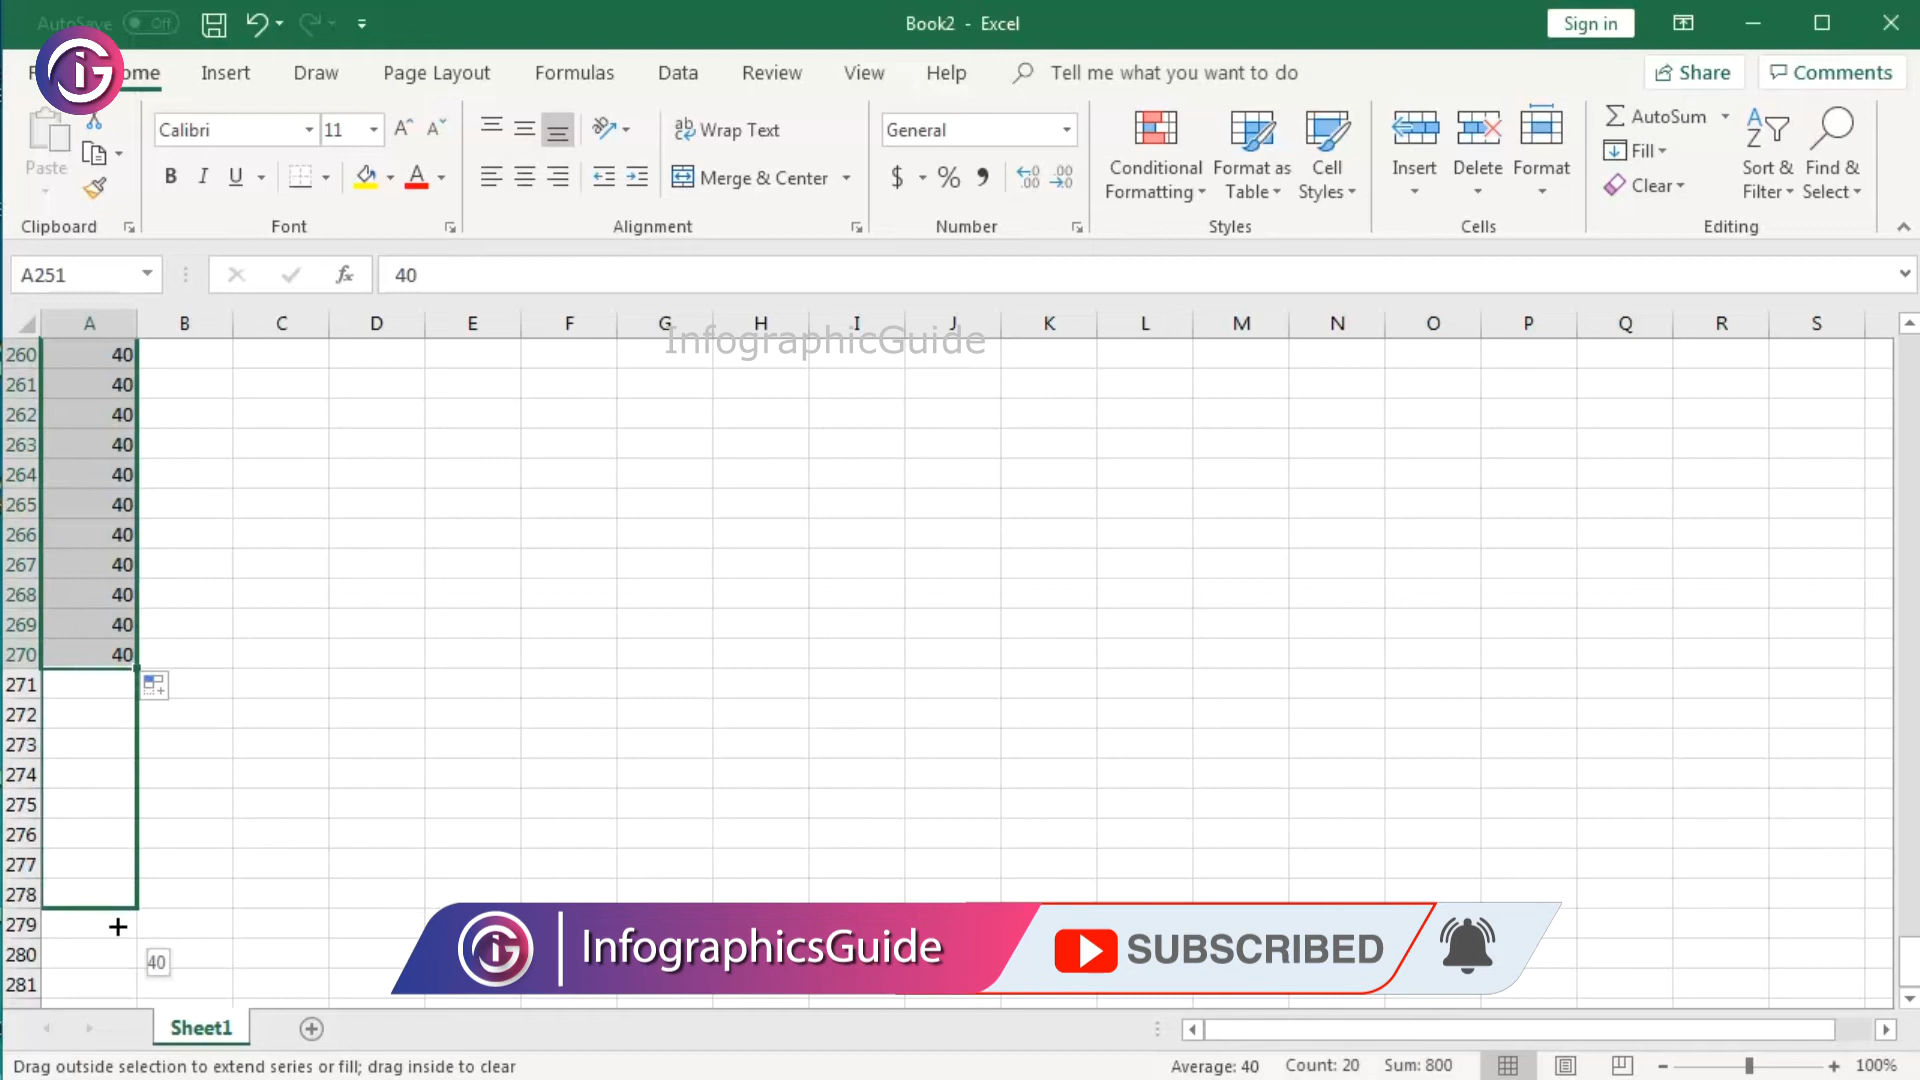 AutoSave Off
Book2 - Excel
Sign in
ome Insert Draw Page Layout Formulas Data Review View Help Tell me what you want to do Share Comments
iG
Paste
Calibri 11
Wrap Text
General
B I U
Merge & Center
$ % ,
Conditional Formatting
Format as Table
Cell Styles
Insert Delete Format
AutoSum
Fill
Clear
Sort & Filter
Find & Select
Clipboard Font Alignment Number Styles Cells Editing
A251 fx 40
A B C D E F G H I J K L M N O P Q R S
InfographicGuide
260 40
261 40
262 40
263 40
264 40
265 40
266 40
267 40
268 40
269 40
270 40
271
272
273
274
275
276
277
278
279
280 40
281
iG InfographicsGuide SUBSCRIBED
Sheet1
Drag outside selection to extend series or fill; drag inside to clear
Average: 40 Count: 20 Sum: 800 100%